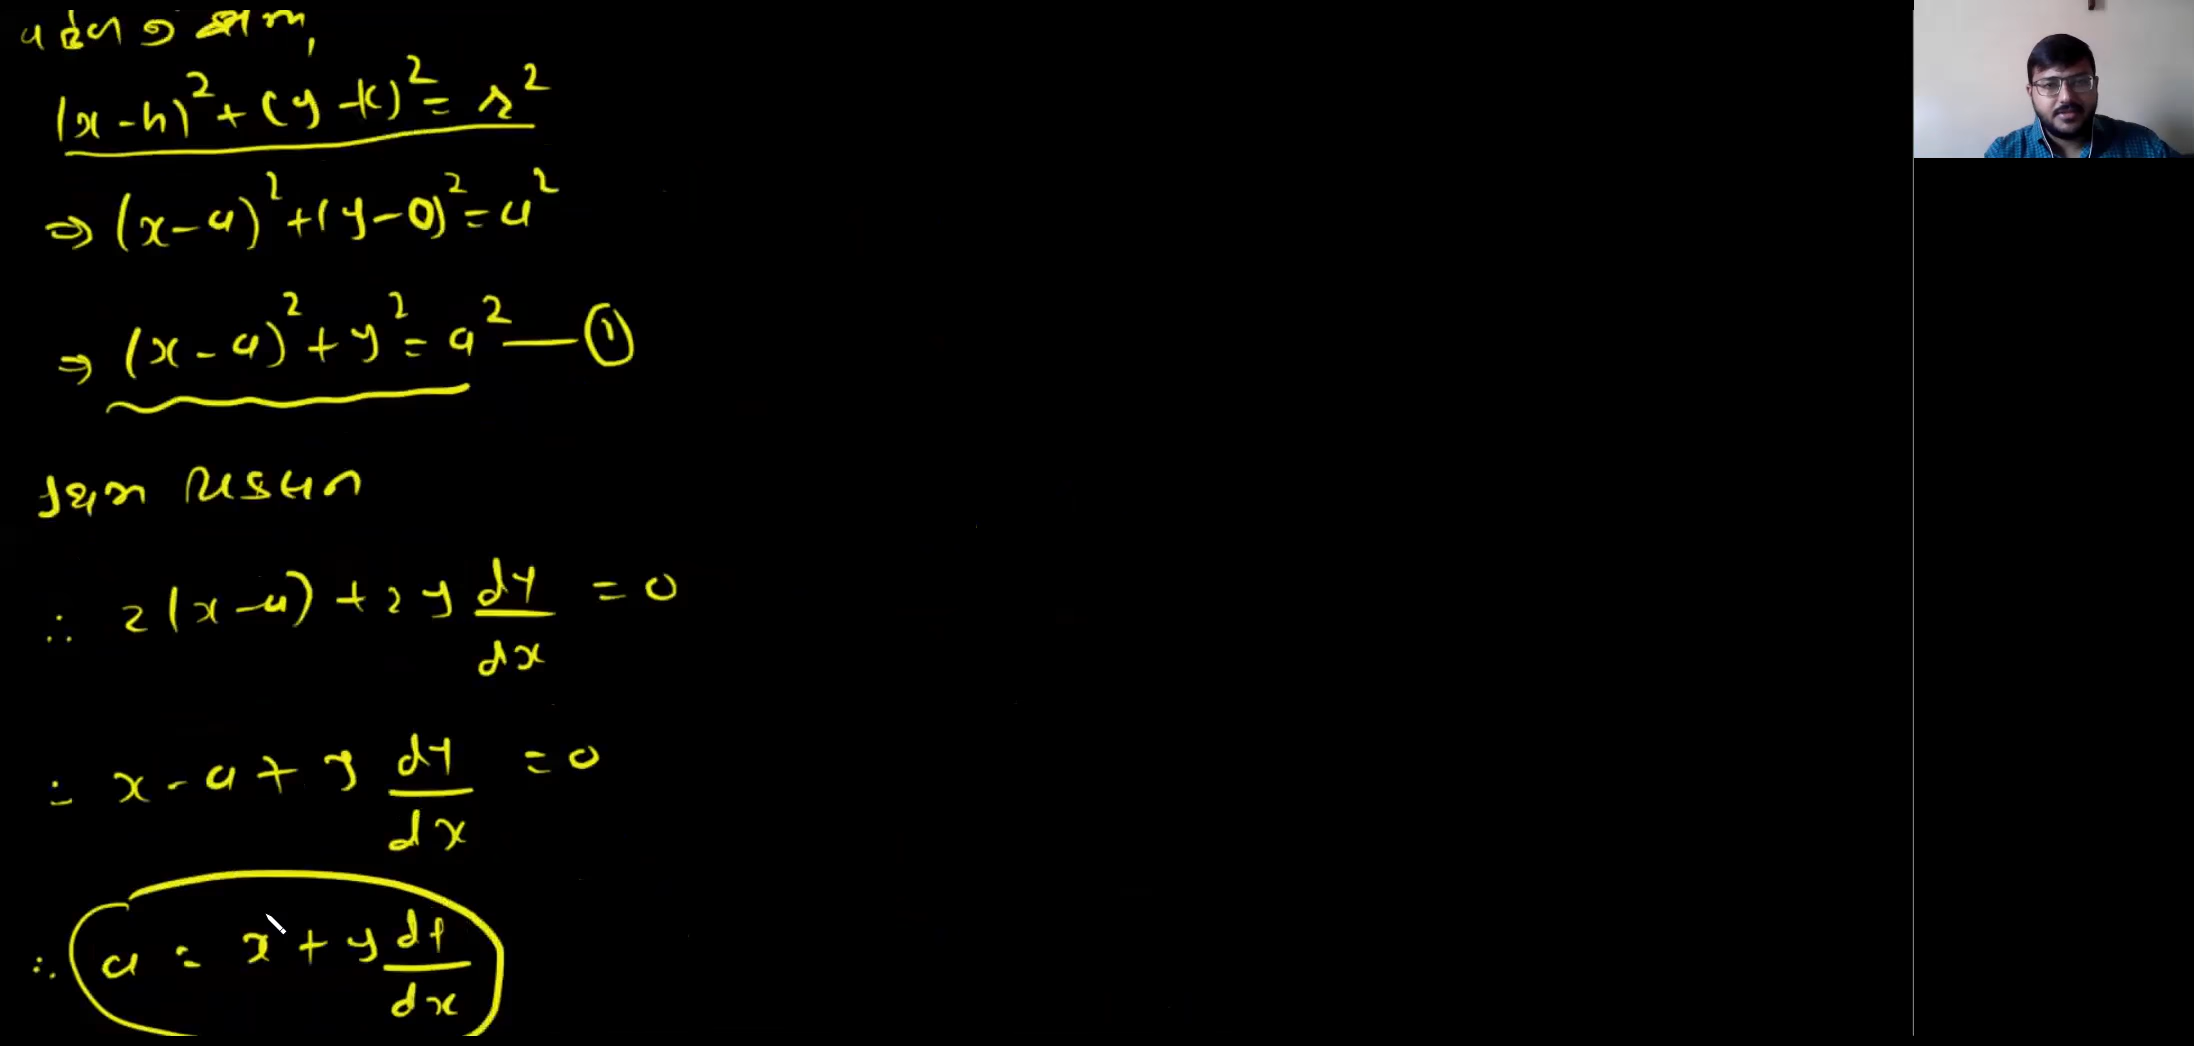 (x-h)² + (y-k)² = r²
⇒ (x-a)² + (y-0)² = a²
⇒ (x-a)² + y² = a² — ①
∴ 2(x-a) + 2y dy/dx = 0
∴ x - a + y dy/dx = 0
∴ a = x + y dy/dx